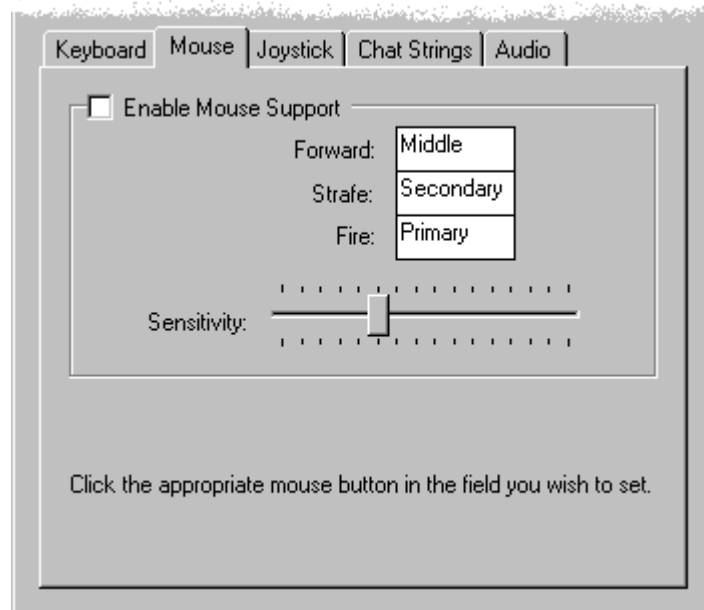 Keyboard Mouse Joystick Chat Strings Audio
Enable Mouse Support
Forward: Middle
Strafe: Secondary
Fire: Primary
Sensitivity:
Click the appropriate mouse button in the field you wish to set.